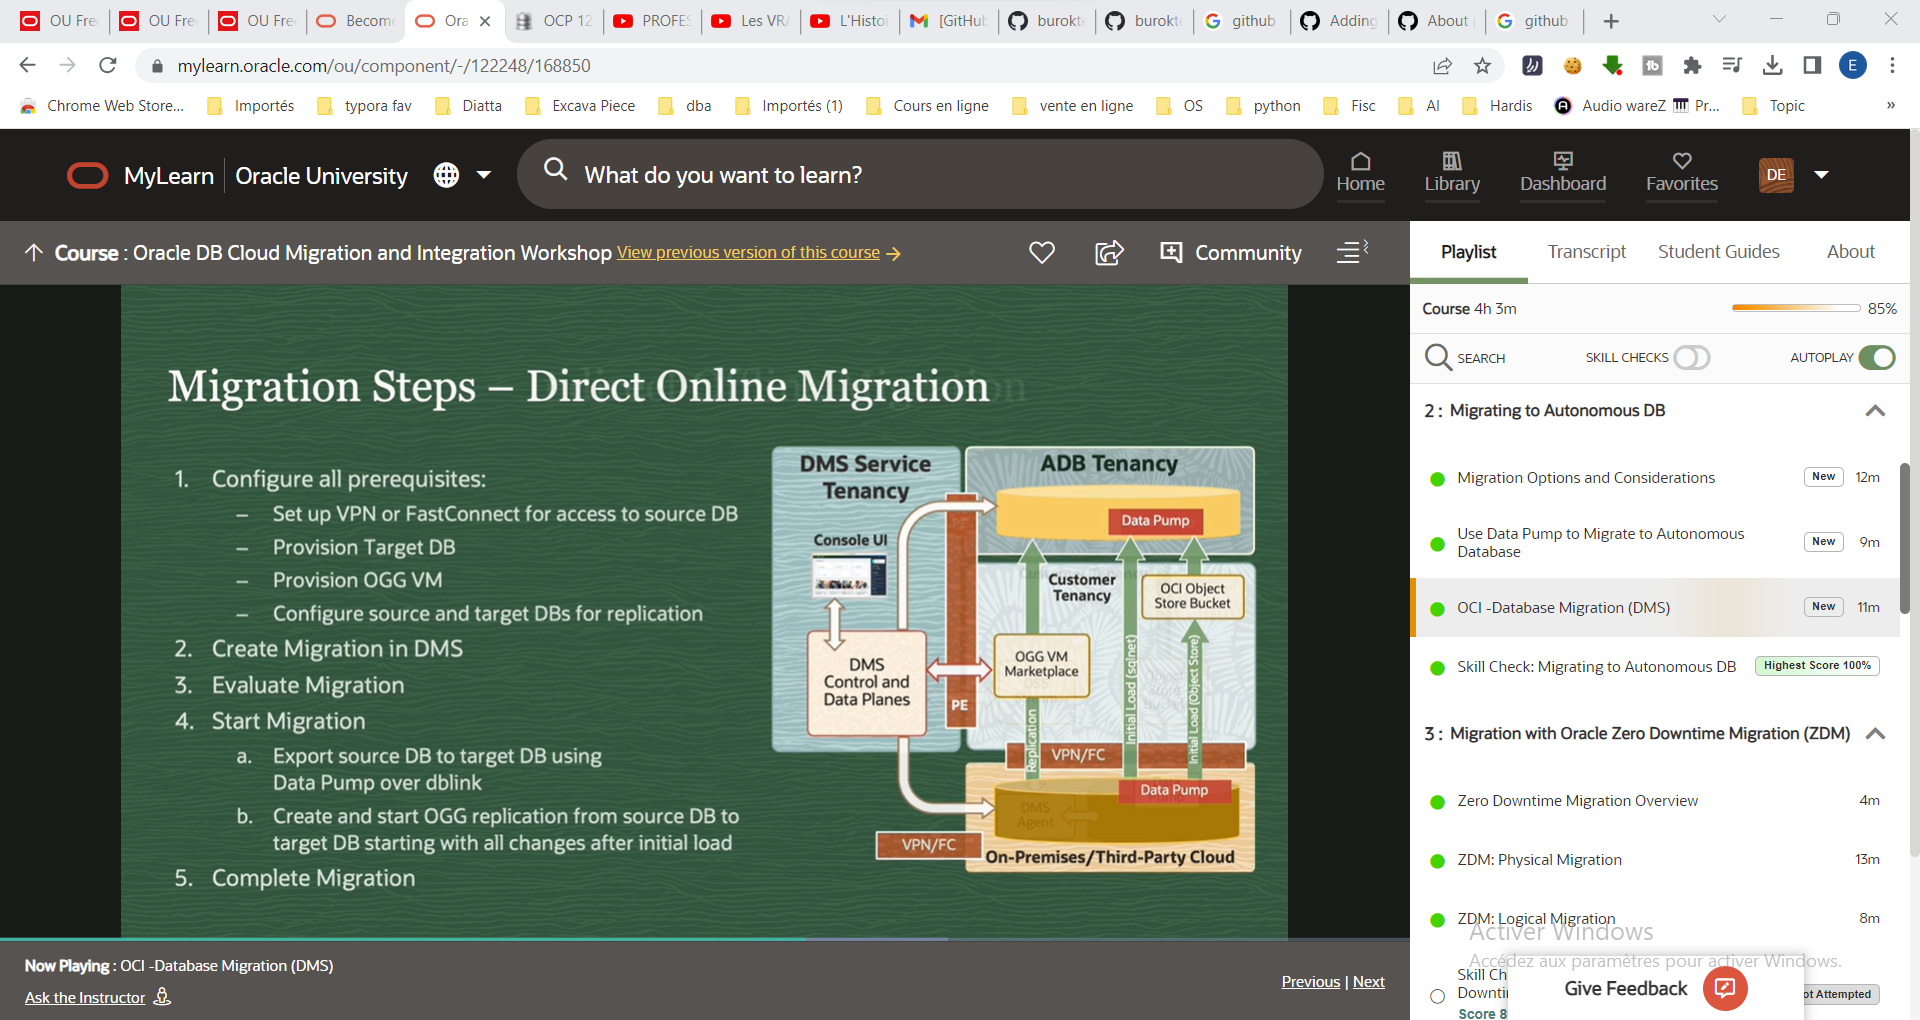 OU Fre
OU Fre
OU Fre
Becom
Ora
OCP 12
PROFES
Les VRA
L'Histoi
[GitHub
burokt
burokt
github
Adding
About
github
mylearn.oracle.com/ou/component/-/122248/168850
E
Chrome Web Store...
Importés
typora fav
Diatta
Excava Piece
dba
Importés (1)
Cours en ligne
vente en ligne
OS
python
Fisc
AI
Hardis
Audio wareZ
Pr...
Topic
»
MyLearn
Oracle University
What do you want to learn?
Home
Library
Dashboard
Favorites
DE
Course : Oracle DB Cloud Migration and Integration Workshop View previous version of this course
Community
Playlist
Transcript
Student Guides
About
Course 4h 3m
85%
SEARCH
SKILL CHECKS
AUTOPLAY
2 : Migrating to Autonomous DB
Migration Options and Considerations
New
12m
Use Data Pump to Migrate to Autonomous
Database
New
9m
OCI -Database Migration (DMS)
New
11m
Skill Check: Migrating to Autonomous DB
Highest Score 100%
3 : Migration with Oracle Zero Downtime Migration (ZDM)
Zero Downtime Migration Overview
4m
ZDM: Physical Migration
13m
ZDM: Logical Migration
8m
Skill Ch
Downti
Score 8
ot Attempted
Activer Windows
Accédez aux paramètres pour activer Windows.
Give Feedback
Migration Steps – Direct Online Migration
1. Configure all prerequisites:
– Set up VPN or FastConnect for access to source DB
– Provision Target DB
– Provision OGG VM
– Configure source and target DBs for replication
2. Create Migration in DMS
3. Evaluate Migration
4. Start Migration
a. Export source DB to target DB using
Data Pump over dblink
b. Create and start OGG replication from source DB to
target DB starting with all changes after initial load
5. Complete Migration
DMS Service
Tenancy
Console UI
DMS
Control and
Data Planes
PE
ADB Tenancy
Data Pump
Customer
Tenancy
OCI Object
Store Bucket
OGG VM
Marketplace
Replication
Initial Load (sqlnet)
Initial Load (Object Store)
VPN/FC
Data Pump
DMS
Agent
VPN/FC
On-Premises/Third-Party Cloud
Now Playing : OCI -Database Migration (DMS)
Ask the Instructor
Previous | Next